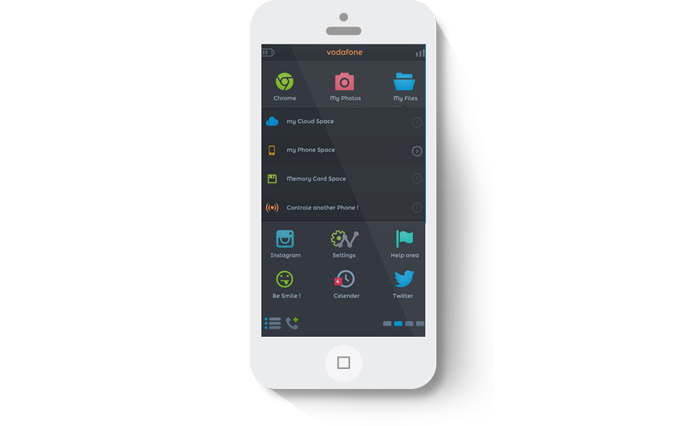 vodafone
Chrome
My Photos
My Files
my Cloud Space
my Phone Space
Memory Card Space
Controle another Phone !
Instagram
Settings
Help area
Be Smile !
Celender
Twitter